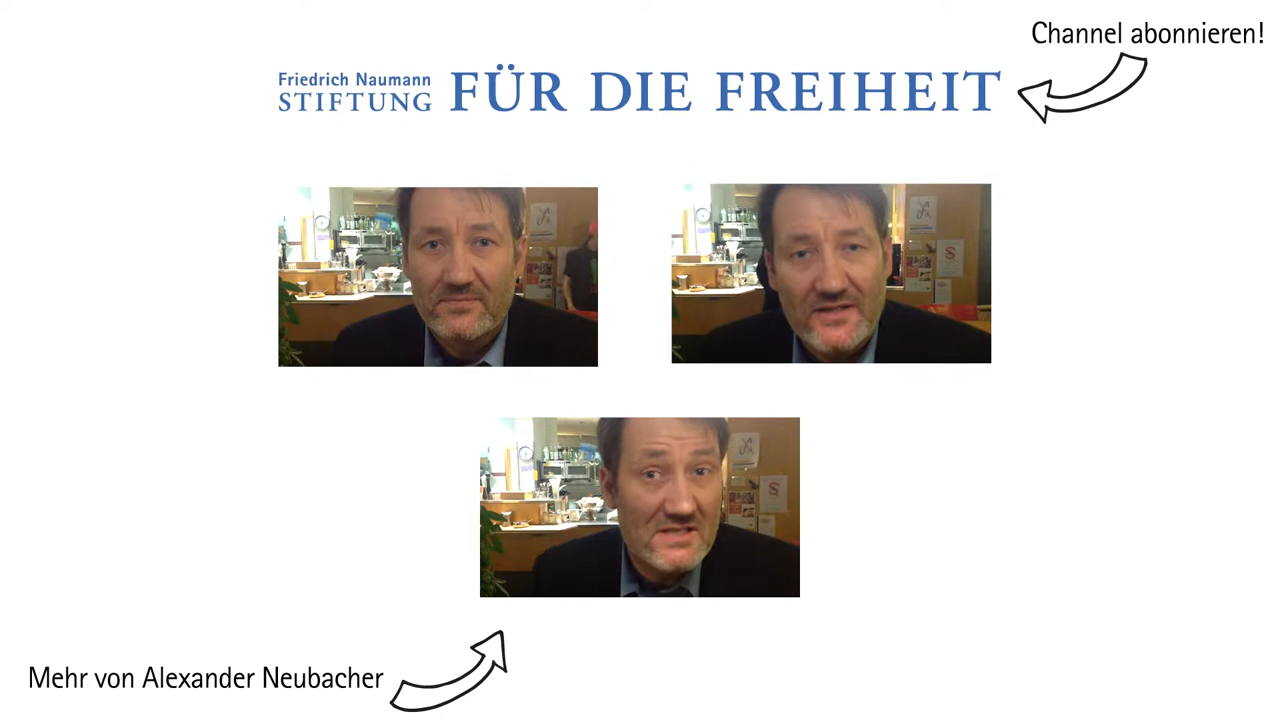 Channel abonnieren!
Friedrich Naumann
STIFTUNG FÜR DIE FREIHEIT
Mehr von Alexander Neubacher